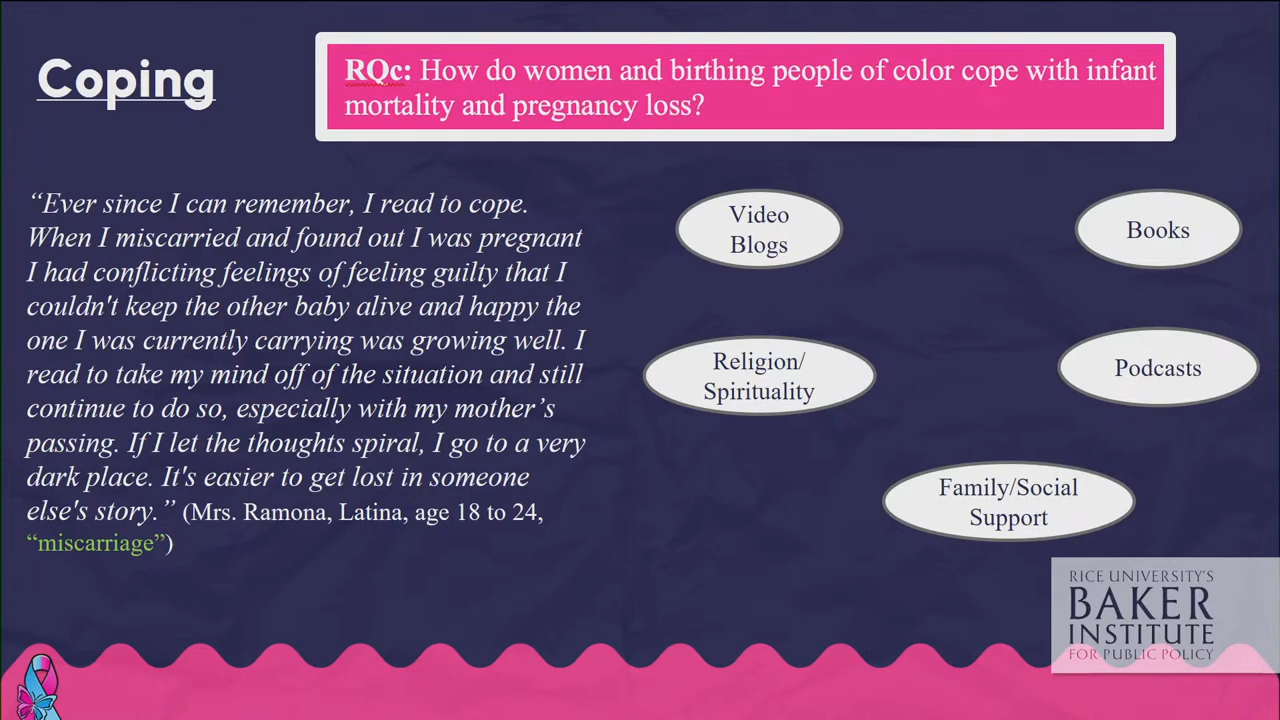 Coping
RQc: How do women and birthing people of color cope with infant
mortality and pregnancy loss?
“Ever since I can remember, I read to cope.
When I miscarried and found out I was pregnant
I had conflicting feelings of feeling guilty that I
couldn't keep the other baby alive and happy the
one I was currently carrying was growing well. I
read to take my mind off of the situation and still
continue to do so, especially with my mother’s
passing. If I let the thoughts spiral, I go to a very
dark place. It's easier to get lost in someone
else's story.” (Mrs. Ramona, Latina, age 18 to 24,
“miscarriage”)
Video
Blogs
Books
Religion/
Spirituality
Podcasts
Family/Social
Support
RICE UNIVERSITY'S
BAKER
INSTITUTE
FOR PUBLIC POLICY